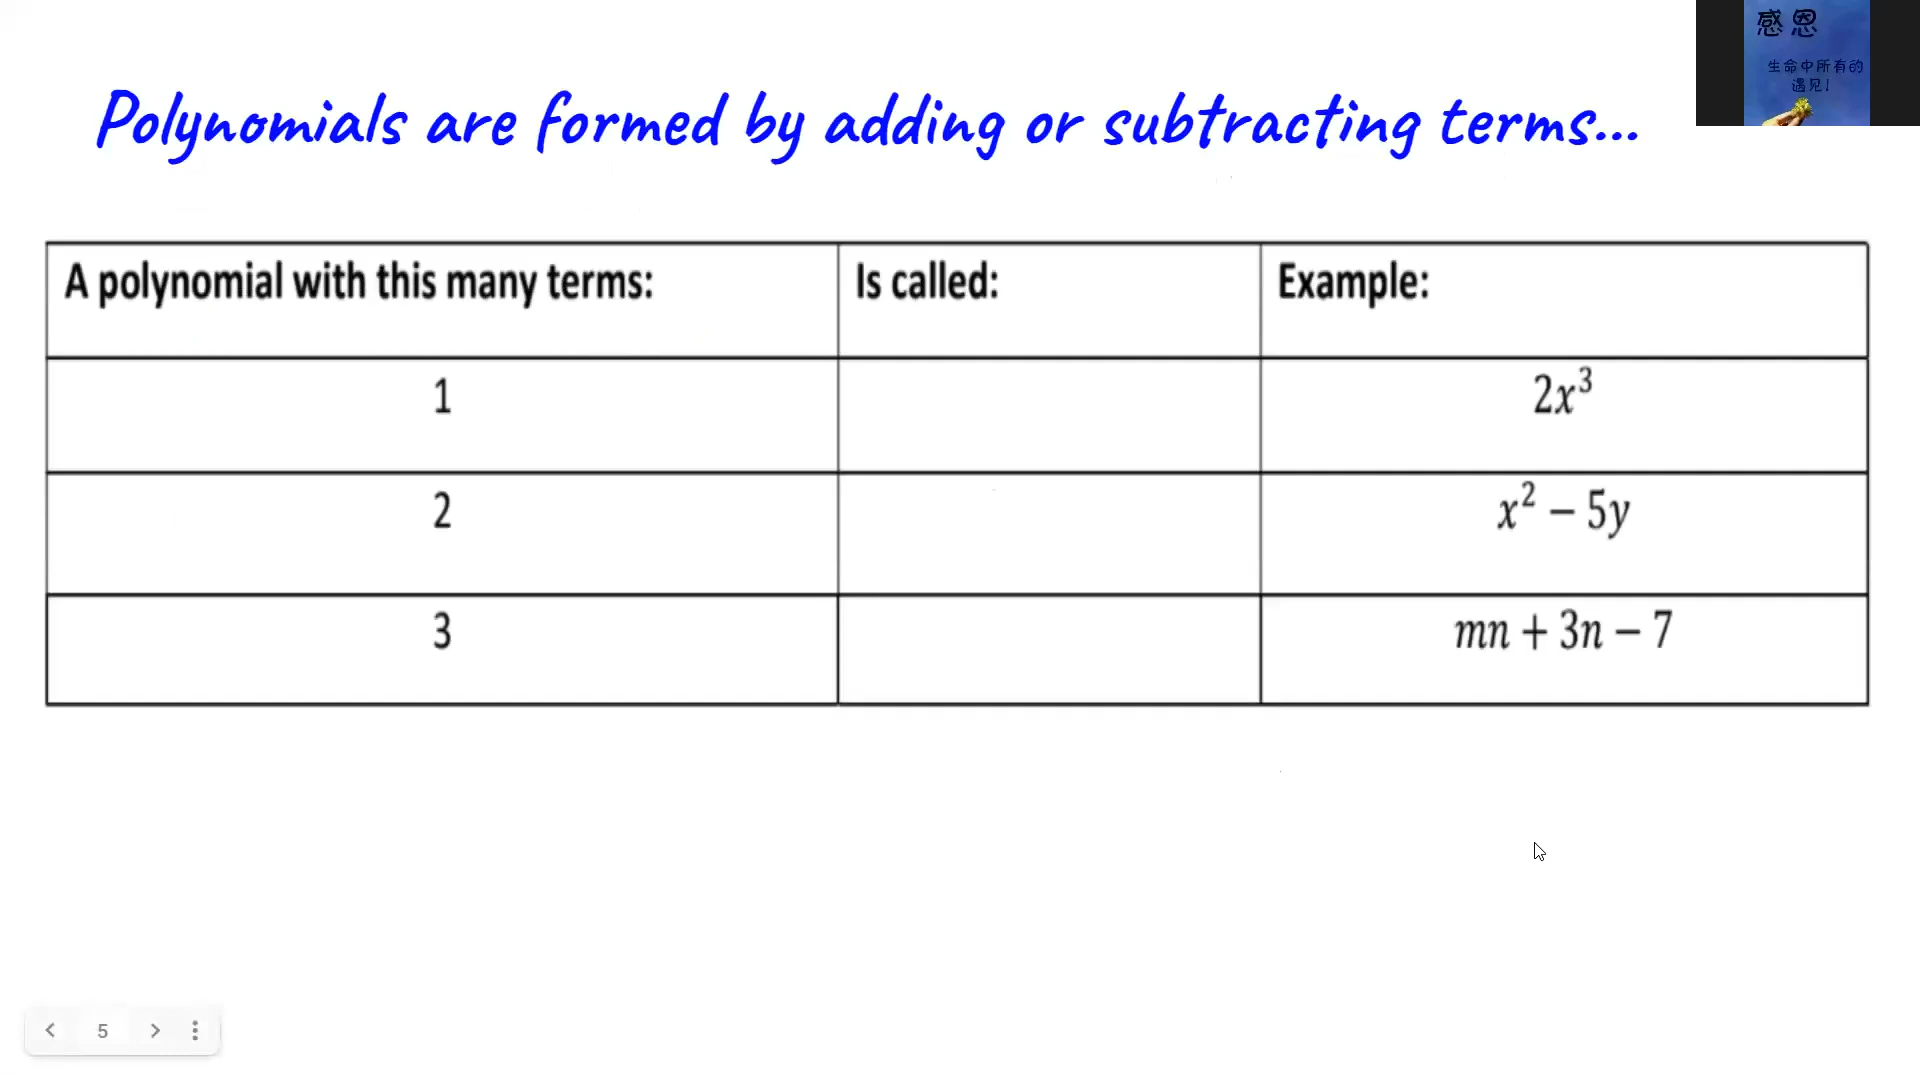 感恩
生命中所有的
遇见!
Polynomials are formed by adding or subtracting terms...
A polynomial with this many terms: Is called: Example:
1 2x³
2 x² − 5y
3 mn + 3n − 7
5